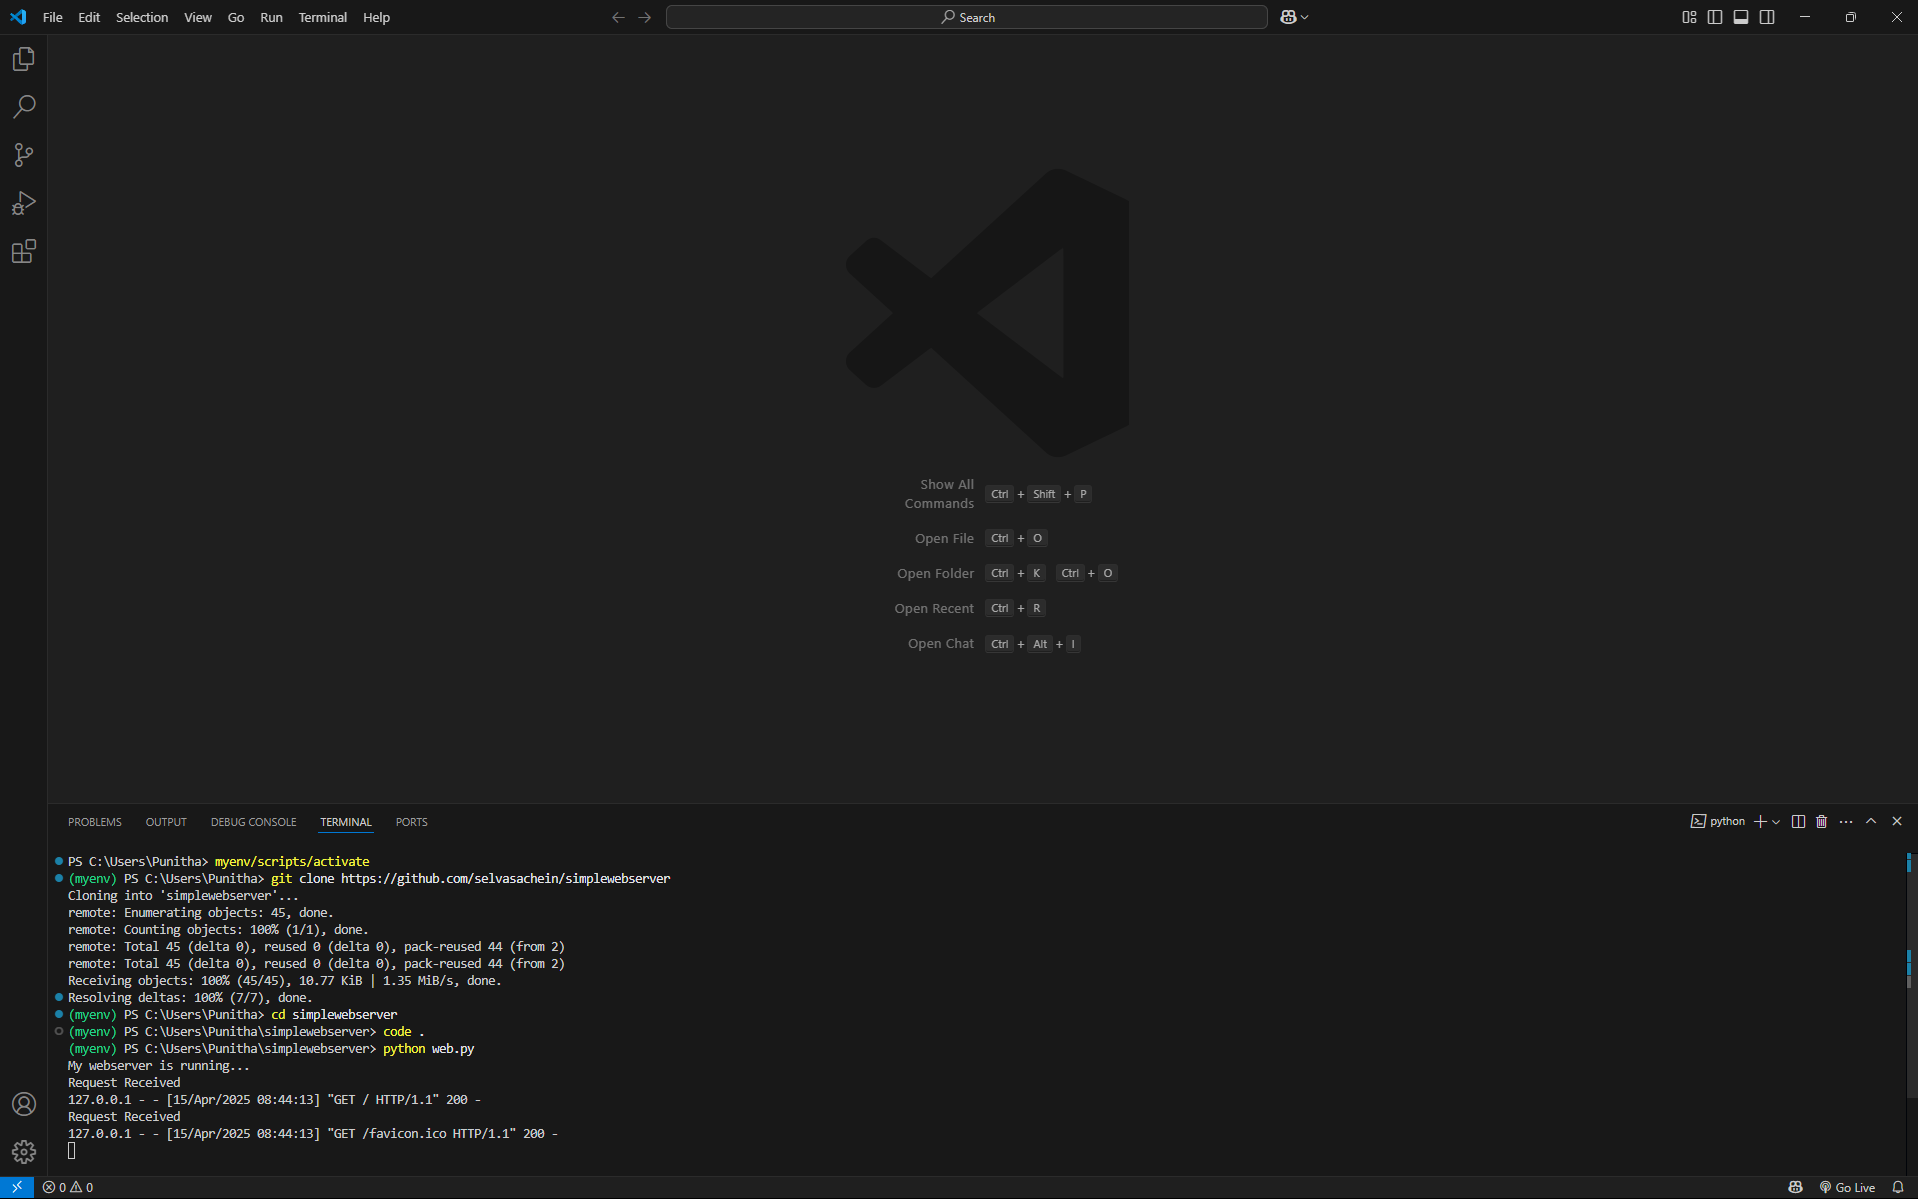 File Edit Selection View Go Run Terminal Help
Search
Show All Commands Ctrl + Shift + P
Open File Ctrl + O
Open Folder Ctrl + K Ctrl + O
Open Recent Ctrl + R
Open Chat Ctrl + Alt + I
PROBLEMS OUTPUT DEBUG CONSOLE TERMINAL PORTS python
PS C:\Users\Punitha> myenv/scripts/activate
(myenv) PS C:\Users\Punitha> git clone https://github.com/selvasachein/simplewebserver
Cloning into 'simplewebserver'...
remote: Enumerating objects: 45, done.
remote: Counting objects: 100% (1/1), done.
remote: Total 45 (delta 0), reused 0 (delta 0), pack-reused 44 (from 2)
remote: Total 45 (delta 0), reused 0 (delta 0), pack-reused 44 (from 2)
Receiving objects: 100% (45/45), 10.77 KiB | 1.35 MiB/s, done.
Resolving deltas: 100% (7/7), done.
(myenv) PS C:\Users\Punitha> cd simplewebserver
(myenv) PS C:\Users\Punitha\simplewebserver> code .
(myenv) PS C:\Users\Punitha\simplewebserver> python web.py
My webserver is running...
Request Received
127.0.0.1 - - [15/Apr/2025 08:44:13] "GET / HTTP/1.1" 200 -
Request Received
127.0.0.1 - - [15/Apr/2025 08:44:13] "GET /favicon.ico HTTP/1.1" 200 -
0 0 Go Live